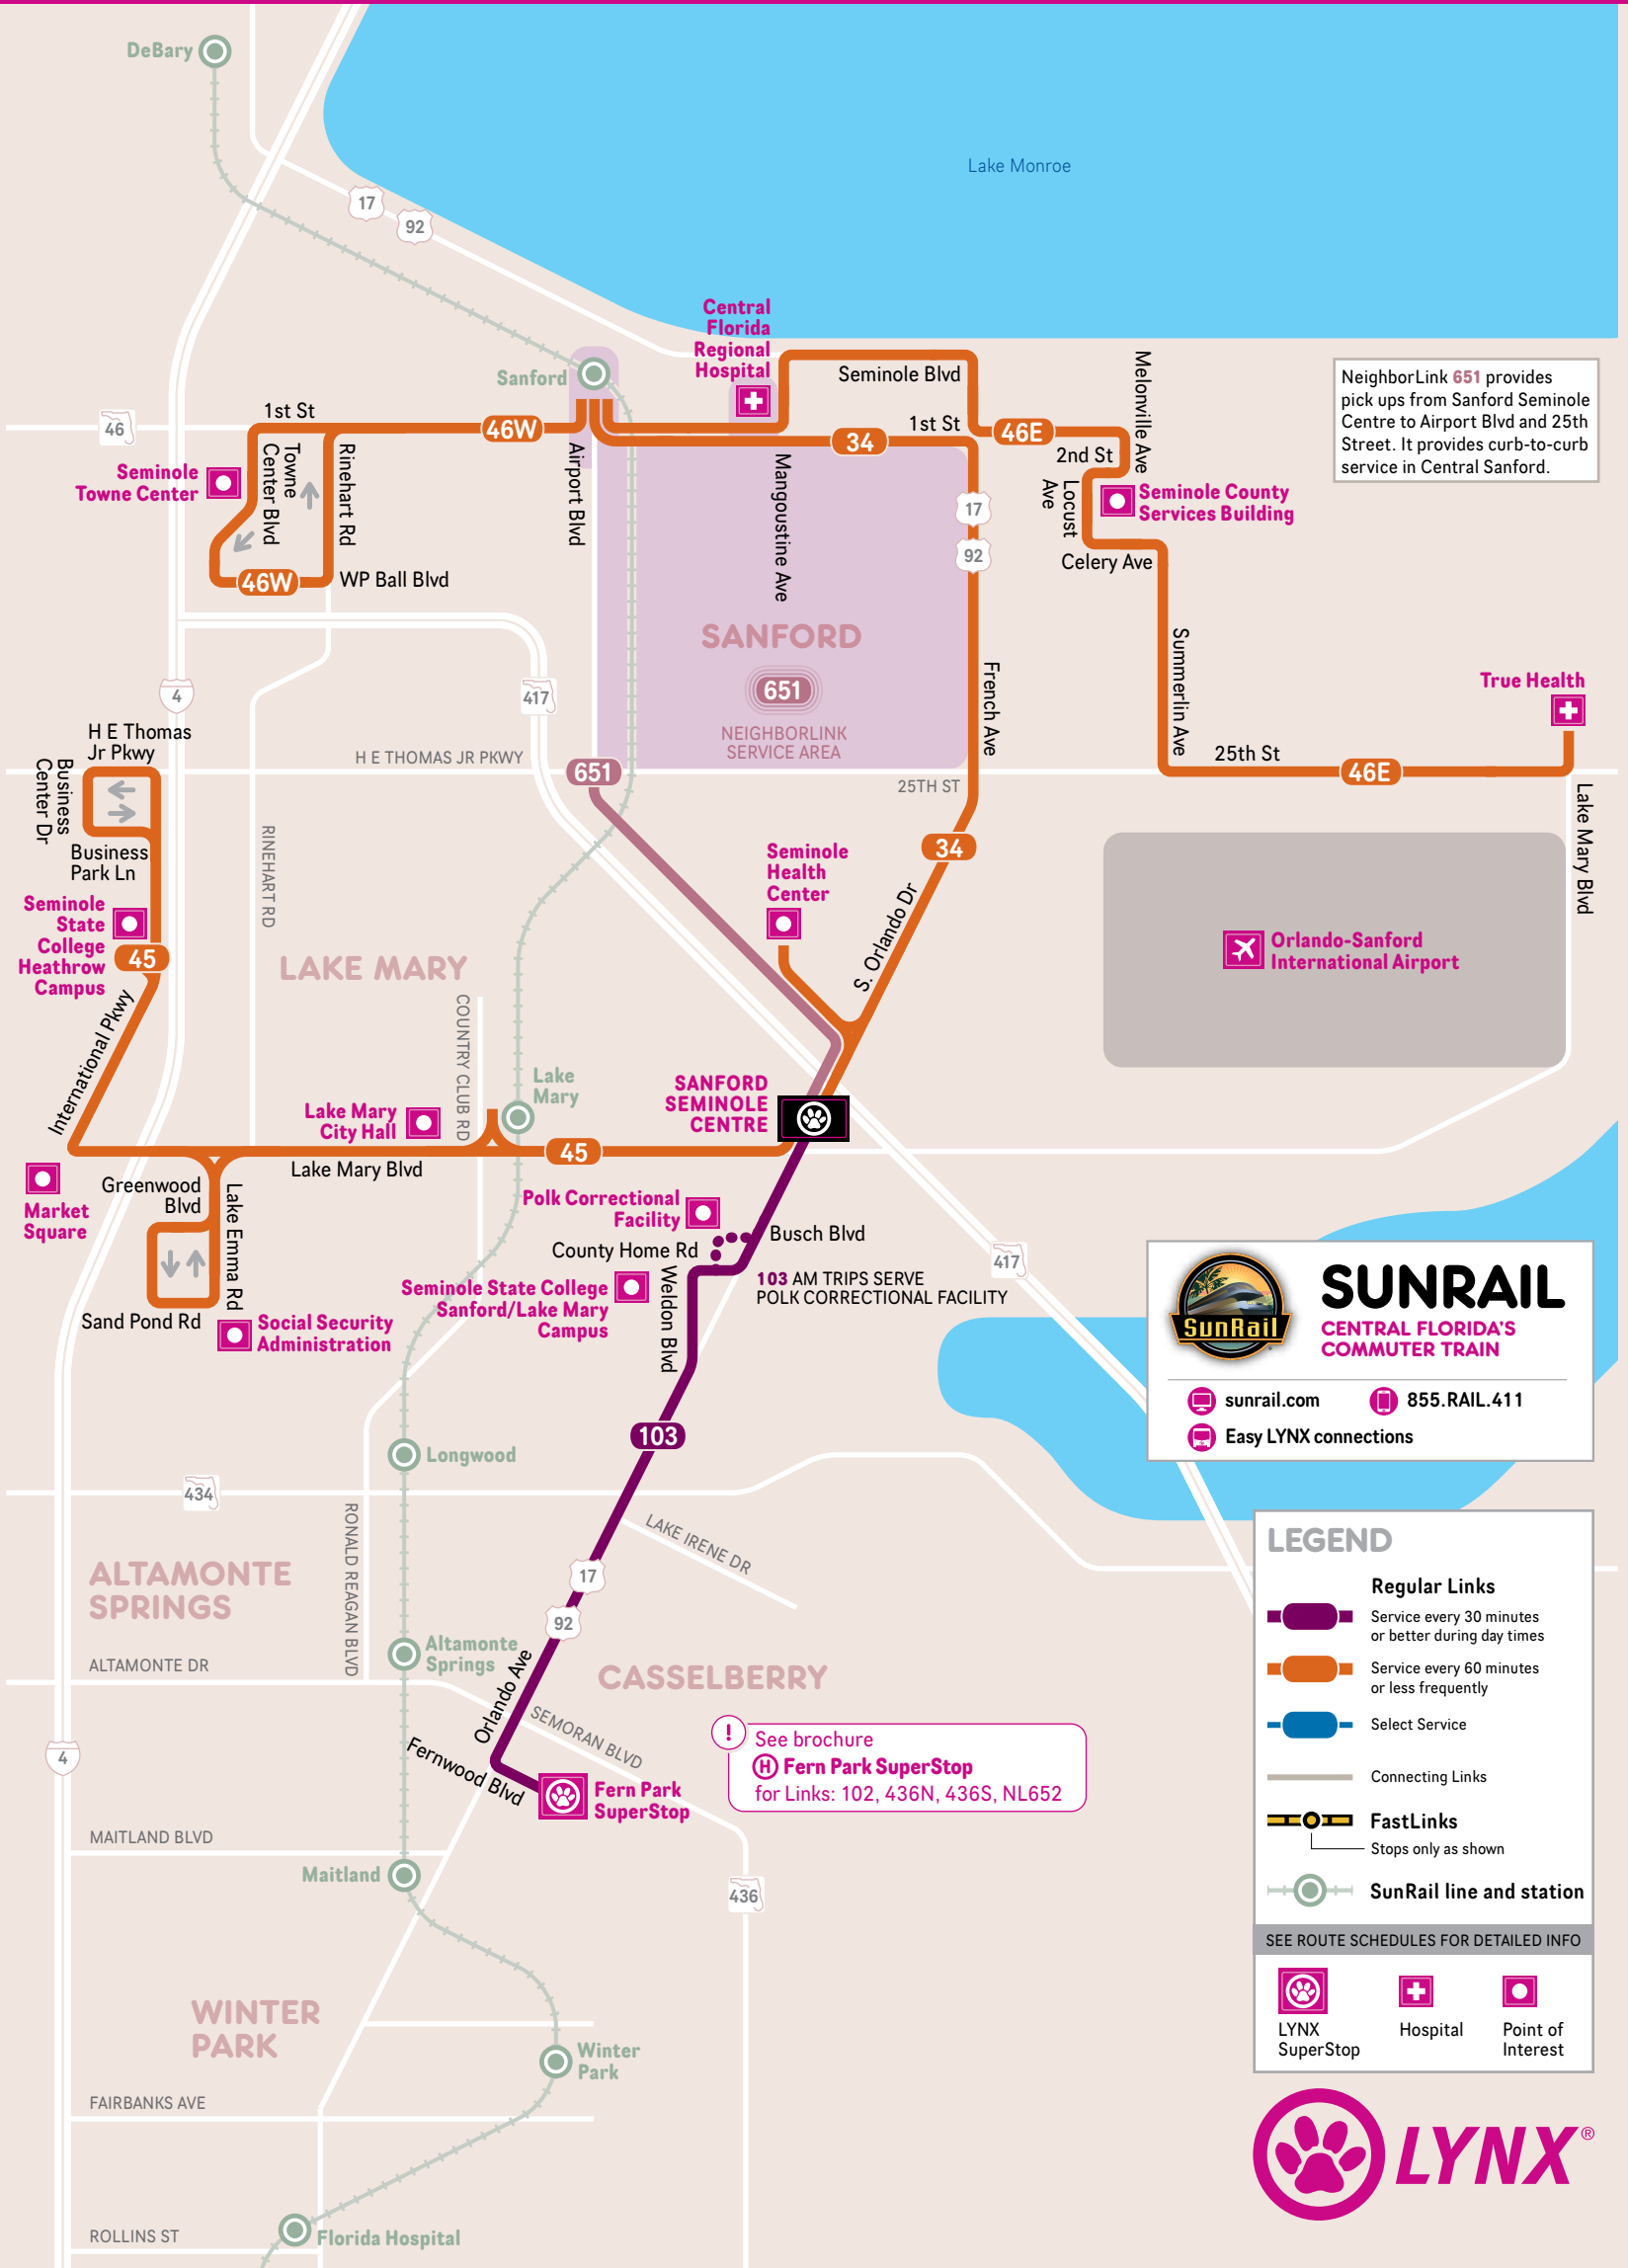 DeBary
17
92
Lake Monroe
Central
Florida
Regional
Hospital
Sanford
Seminole Blvd
Melonville Ave
NeighborLink 651 provides
pick ups from Sanford Seminole
Centre to Airport Blvd and 25th
Street. It provides curb-to-curb
service in Central Sanford.
46
1st St
46W
1st St
34
46E
2nd St
Seminole
Towne Center
Towne
Center Blvd
Rinehart Rd
Airport Blvd
Mangoustine Ave
17
92
Locust
Ave
Seminole County
Services Building
Celery Ave
46W
WP Ball Blvd
SANFORD
651
NEIGHBORLINK
SERVICE AREA
French Ave
Summerlin Ave
True Health
4
417
H E Thomas
Jr Pkwy
H E THOMAS JR PKWY
651
25TH ST
25th St
46E
Business
Center Dr
Business
Park Ln
RINEHART RD
Seminole
Health
Center
34
S. Orlando Dr
Lake Mary Blvd
Seminole
State
College
Heathrow
Campus
45
LAKE MARY
Orlando-Sanford
International Airport
International Pkwy
COUNTRY CLUB RD
Lake
Mary
SANFORD
SEMINOLE
CENTRE
Lake Mary
City Hall
45
Lake Mary Blvd
Market
Square
Greenwood
Blvd
Lake Emma Rd
Polk Correctional
Facility
Busch Blvd
County Home Rd
103 AM TRIPS SERVE
POLK CORRECTIONAL FACILITY
417
Seminole State College
Sanford/Lake Mary
Campus
Weldon Blvd
Sand Pond Rd
Social Security
Administration
SunRail
SUNRAIL
CENTRAL FLORIDA'S
COMMUTER TRAIN
sunrail.com
855.RAIL.411
Easy LYNX connections
103
Longwood
434
RONALD REAGAN BLVD
LAKE IRENE DR
ALTAMONTE
SPRINGS
17
92
Altamonte
Springs
ALTAMONTE DR
Orlando Ave
CASSELBERRY
SEMORAN BLVD
4
Fernwood Blvd
Fern Park
SuperStop
!
See brochure
H Fern Park SuperStop
for Links: 102, 436N, 436S, NL652
MAITLAND BLVD
Maitland
436
WINTER
PARK
Winter
Park
FAIRBANKS AVE
ROLLINS ST
Florida Hospital
LEGEND
Regular Links
Service every 30 minutes
or better during day times
Service every 60 minutes
or less frequently
Select Service
Connecting Links
FastLinks
Stops only as shown
SunRail line and station
SEE ROUTE SCHEDULES FOR DETAILED INFO
LYNX
SuperStop
Hospital
Point of
Interest
LYNX®